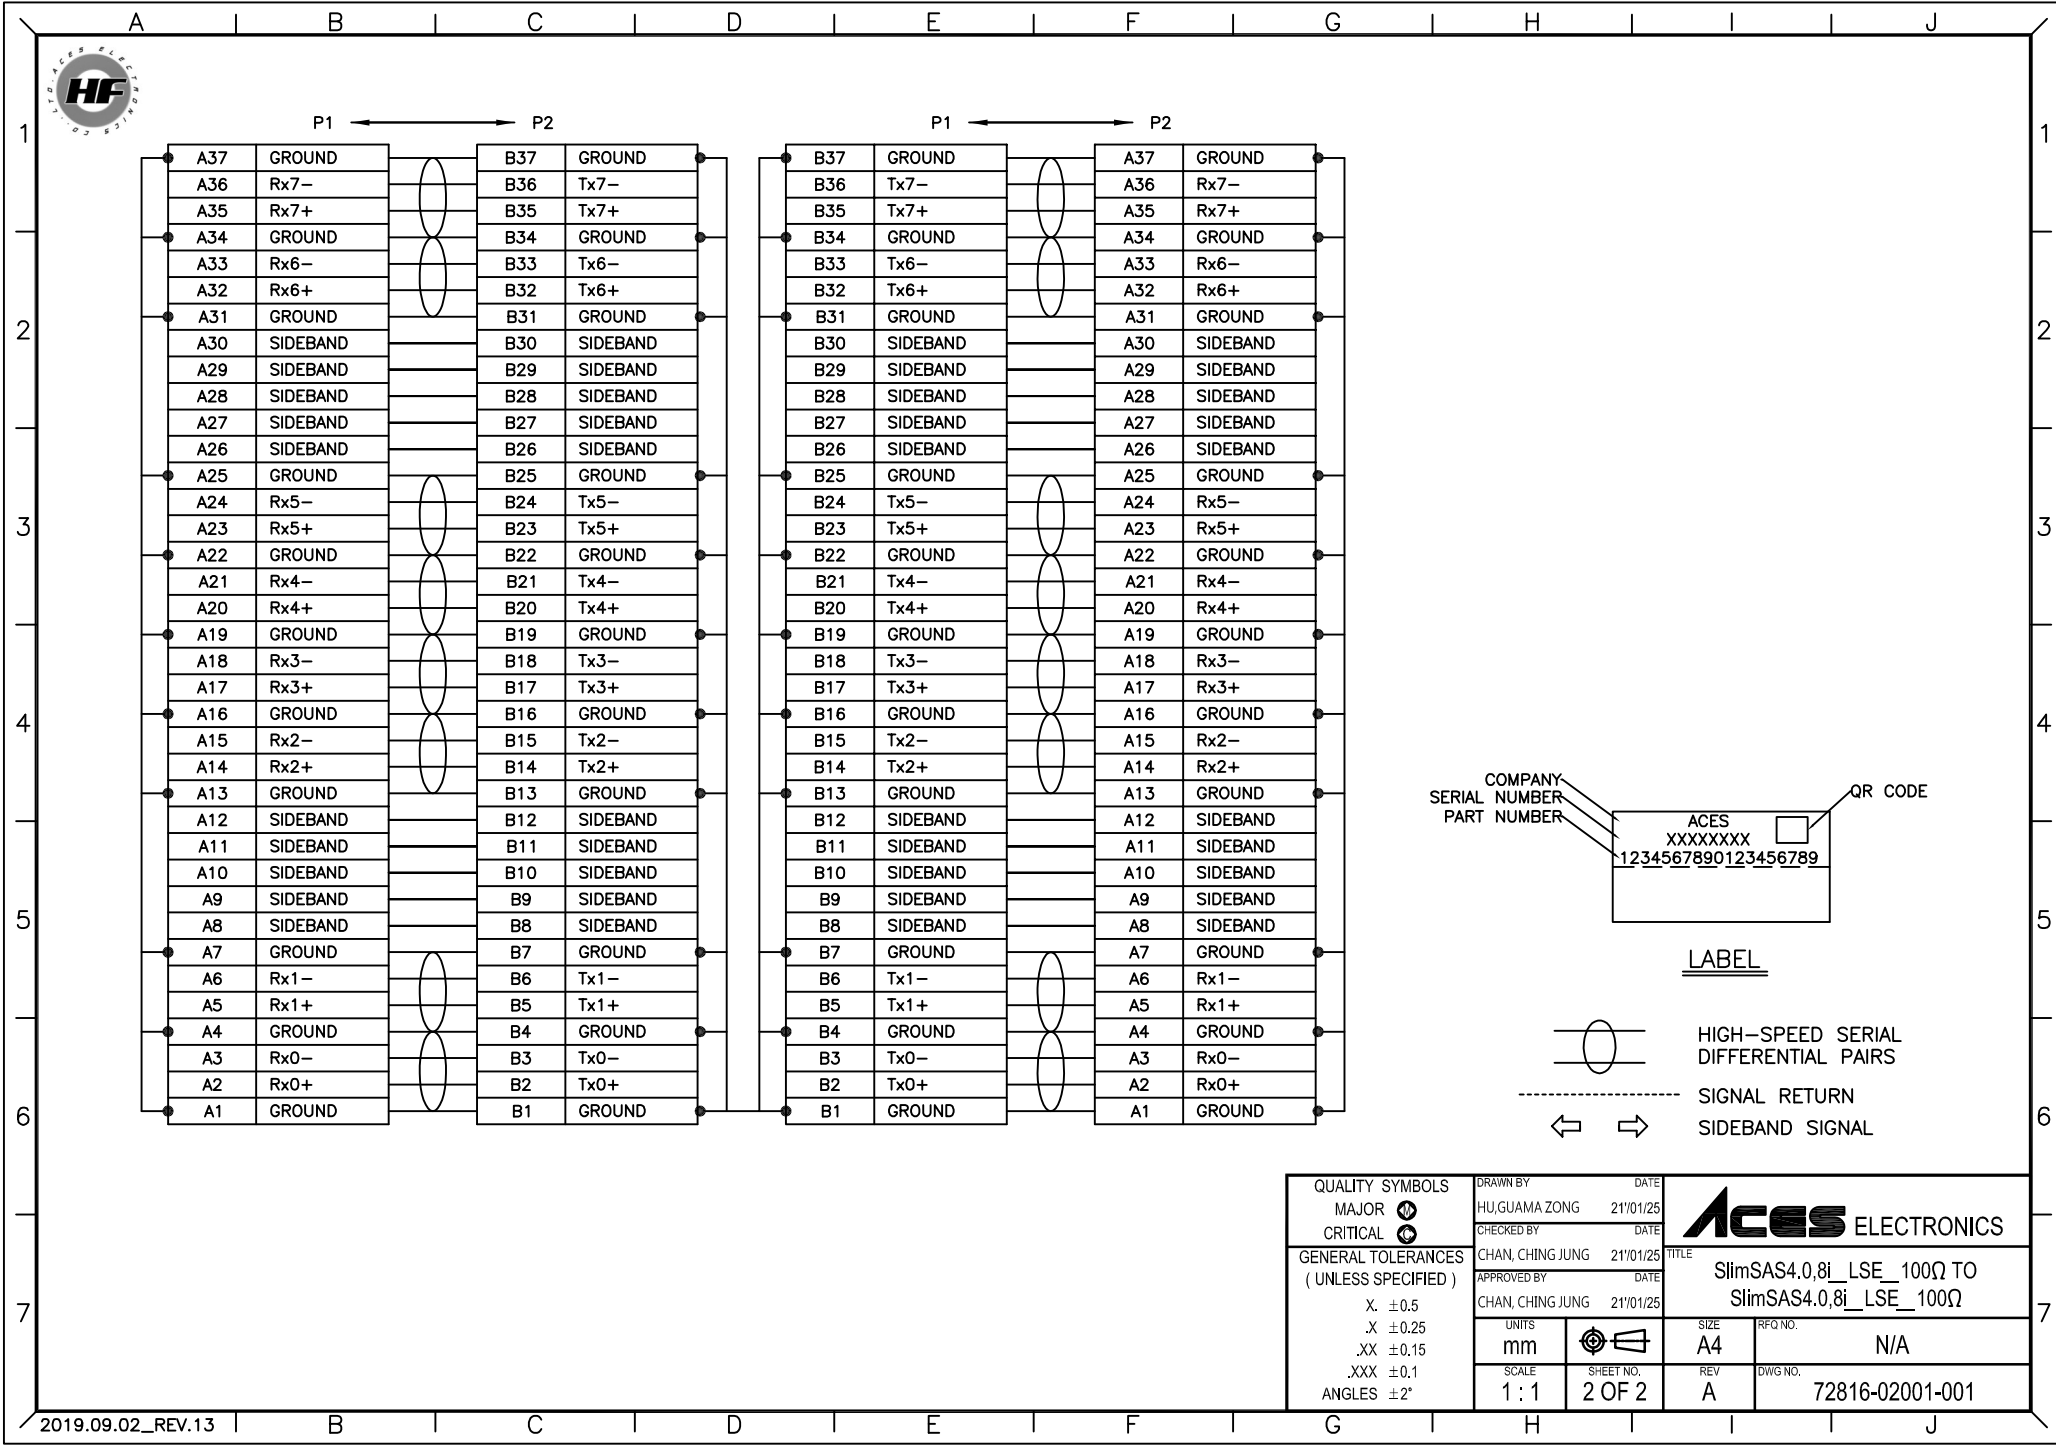 A B C D E F G H I J
ACES ELECTRONICS CO.,LTD.
HF
P1 P2 P1 P2
1 1
A37 GROUND B37 GROUND B37 GROUND A37 GROUND
A36 Rx7- B36 Tx7- B36 Tx7- A36 Rx7-
A35 Rx7+ B35 Tx7+ B35 Tx7+ A35 Rx7+
A34 GROUND B34 GROUND B34 GROUND A34 GROUND
A33 Rx6- B33 Tx6- B33 Tx6- A33 Rx6-
A32 Rx6+ B32 Tx6+ B32 Tx6+ A32 Rx6+
A31 GROUND B31 GROUND B31 GROUND A31 GROUND
2 2
A30 SIDEBAND B30 SIDEBAND B30 SIDEBAND A30 SIDEBAND
A29 SIDEBAND B29 SIDEBAND B29 SIDEBAND A29 SIDEBAND
A28 SIDEBAND B28 SIDEBAND B28 SIDEBAND A28 SIDEBAND
A27 SIDEBAND B27 SIDEBAND B27 SIDEBAND A27 SIDEBAND
A26 SIDEBAND B26 SIDEBAND B26 SIDEBAND A26 SIDEBAND
A25 GROUND B25 GROUND B25 GROUND A25 GROUND
A24 Rx5- B24 Tx5- B24 Tx5- A24 Rx5-
3 A23 Rx5+ B23 Tx5+ B23 Tx5+ A23 Rx5+ 3
A22 GROUND B22 GROUND B22 GROUND A22 GROUND
A21 Rx4- B21 Tx4- B21 Tx4- A21 Rx4-
A20 Rx4+ B20 Tx4+ B20 Tx4+ A20 Rx4+
A19 GROUND B19 GROUND B19 GROUND A19 GROUND
A18 Rx3- B18 Tx3- B18 Tx3- A18 Rx3-
A17 Rx3+ B17 Tx3+ B17 Tx3+ A17 Rx3+
A16 GROUND B16 GROUND B16 GROUND A16 GROUND
4 4
A15 Rx2- B15 Tx2- B15 Tx2- A15 Rx2-
A14 Rx2+ B14 Tx2+ B14 Tx2+ A14 Rx2+
A13 GROUND B13 GROUND B13 GROUND A13 GROUND
A12 SIDEBAND B12 SIDEBAND B12 SIDEBAND A12 SIDEBAND
A11 SIDEBAND B11 SIDEBAND B11 SIDEBAND A11 SIDEBAND
A10 SIDEBAND B10 SIDEBAND B10 SIDEBAND A10 SIDEBAND
A9 SIDEBAND B9 SIDEBAND B9 SIDEBAND A9 SIDEBAND
5 A8 SIDEBAND B8 SIDEBAND B8 SIDEBAND A8 SIDEBAND 5
A7 GROUND B7 GROUND B7 GROUND A7 GROUND
A6 Rx1- B6 Tx1- B6 Tx1- A6 Rx1-
A5 Rx1+ B5 Tx1+ B5 Tx1+ A5 Rx1+
A4 GROUND B4 GROUND B4 GROUND A4 GROUND
A3 Rx0- B3 Tx0- B3 Tx0- A3 Rx0-
A2 Rx0+ B2 Tx0+ B2 Tx0+ A2 Rx0+
6 A1 GROUND B1 GROUND B1 GROUND A1 GROUND 6
COMPANY
SERIAL NUMBER
PART NUMBER
QR CODE
ACES
XXXXXXXX
1234567890123456789
LABEL
HIGH-SPEED SERIAL
DIFFERENTIAL PAIRS
SIGNAL RETURN
SIDEBAND SIGNAL
7 7
QUALITY SYMBOLS
MAJOR M
CRITICAL C
GENERAL TOLERANCES
( UNLESS SPECIFIED )
X. ±0.5
.X ±0.25
.XX ±0.15
.XXX ±0.1
ANGLES ±2°
DRAWN BY DATE
HU,GUAMA ZONG 21'/01/25
CHECKED BY DATE
CHAN, CHING JUNG 21'/01/25
APPROVED BY DATE
CHAN, CHING JUNG 21'/01/25
UNITS
mm
SCALE
1 : 1
SHEET NO.
2 OF 2
ACES ELECTRONICS
TITLE
SlimSAS4.0,8i__LSE__100Ω TO
SlimSAS4.0,8i__LSE__100Ω
SIZE
A4
RFQ NO.
N/A
REV
A
DWG NO.
72816-02001-001
2019.09.02_REV.13
B C D E F G H I J